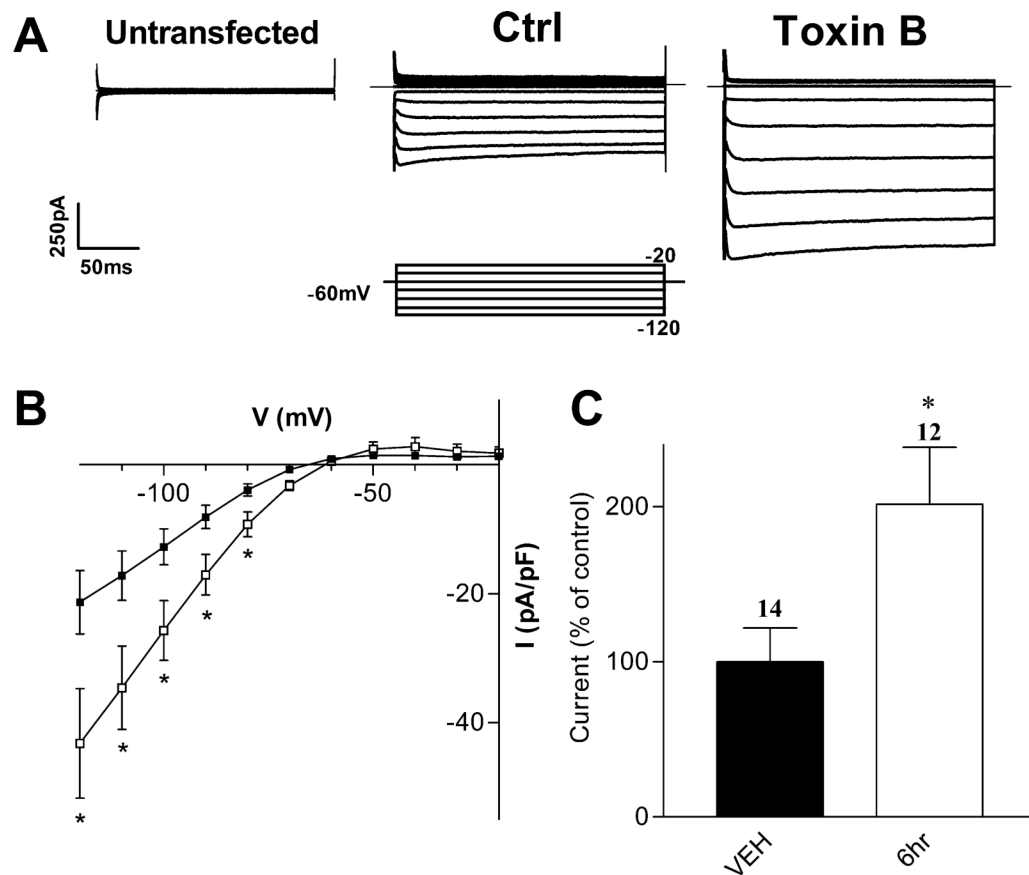 A
Untransfected
Ctrl
Toxin B
250pA
50ms
-60mV
-20
-120
B
V (mV)
-100
-50
-20
-40
I (pA/pF)
*
*
*
*
*
C
*
12
14
200
100
0
Current (% of control)
VEH
6hr